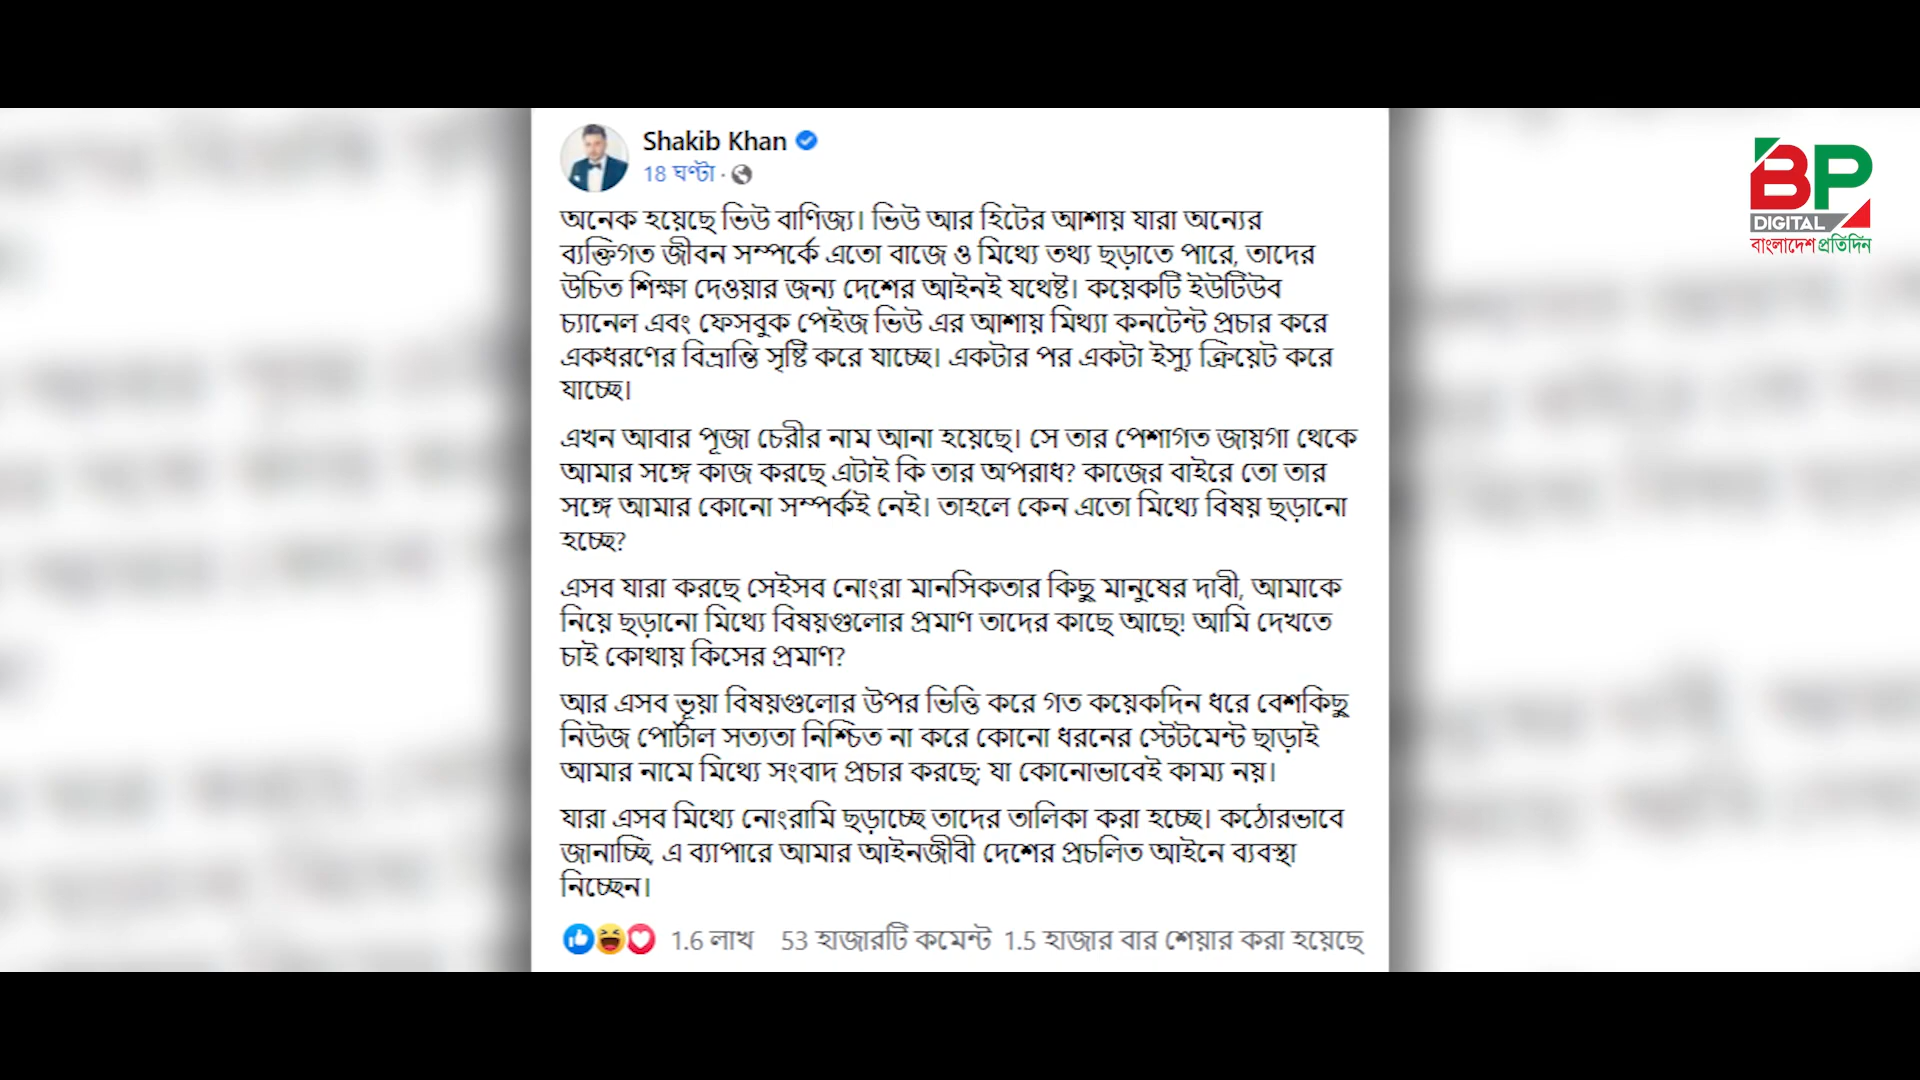 Shakib Khan
18 ঘণ্টা ·
অনেক হয়েছে ভিউ বাণিজ্য। ভিউ আর হিটের আশায় যারা অন্যের
ব্যক্তিগত জীবন সম্পর্কে এতো বাজে ও মিথ্যে তথ্য ছড়াতে পারে, তাদের
উচিত শিক্ষা দেওয়ার জন্য দেশের আইনই যথেষ্ট। কয়েকটি ইউটিউব
চ্যানেল এবং ফেসবুক পেইজ ভিউ এর আশায় মিথ্যা কনটেন্ট প্রচার করে
একধরণের বিভ্রান্তি সৃষ্টি করে যাচ্ছে। একটার পর একটা ইস্যু ক্রিয়েট করে
যাচ্ছে।
এখন আবার পূজা চেরীর নাম আনা হয়েছে। সে তার পেশাগত জায়গা থেকে
আমার সঙ্গে কাজ করছে এটাই কি তার অপরাধ? কাজের বাইরে তো তার
সঙ্গে আমার কোনো সম্পর্কই নেই। তাহলে কেন এতো মিথ্যে বিষয় ছড়ানো
হচ্ছে?
এসব যারা করছে সেইসব নোংরা মানসিকতার কিছু মানুষের দাবী, আমাকে
নিয়ে ছড়ানো মিথ্যে বিষয়গুলোর প্রমাণ তাদের কাছে আছে! আমি দেখতে
চাই কোথায় কিসের প্রমাণ?
আর এসব ভূয়া বিষয়গুলোর উপর ভিত্তি করে গত কয়েকদিন ধরে বেশকিছু
নিউজ পোর্টাল সত্যতা নিশ্চিত না করে কোনো ধরনের স্টেটমেন্ট ছাড়াই
আমার নামে মিথ্যে সংবাদ প্রচার করছে; যা কোনোভাবেই কাম্য নয়।
যারা এসব মিথ্যে নোংরামি ছড়াচ্ছে তাদের তালিকা করা হচ্ছে। কঠোরভাবে
জানাচ্ছি, এ ব্যাপারে আমার আইনজীবী দেশের প্রচলিত আইনে ব্যবস্থা
নিচ্ছেন।
1.6 লাখ 53 হাজারটি কমেন্ট 1.5 হাজার বার শেয়ার করা হয়েছে
BP
DIGITAL
বাংলাদেশ প্রতিদিন